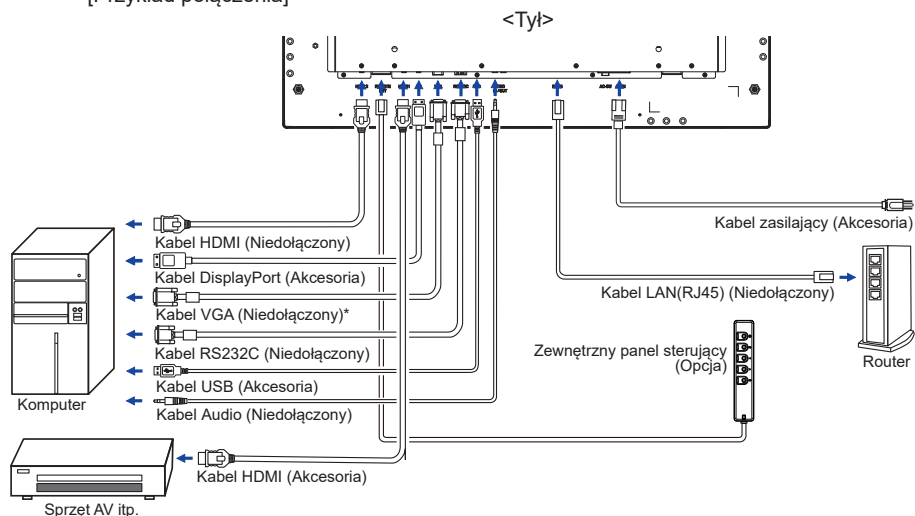 [Przykład połączenia]
<Tył>
Kabel HDMI (Niedołączony)
Kabel DisplayPort (Akcesoria)
Kabel VGA (Niedołączony)*
Kabel RS232C (Niedołączony)
Kabel USB (Akcesoria)
Kabel Audio (Niedołączony)
Komputer
Kabel HDMI (Akcesoria)
Sprzęt AV itp.
Kabel zasilający (Akcesoria)
Kabel LAN(RJ45) (Niedołączony)
Router
Zewnętrzny panel sterujący
(Opcja)